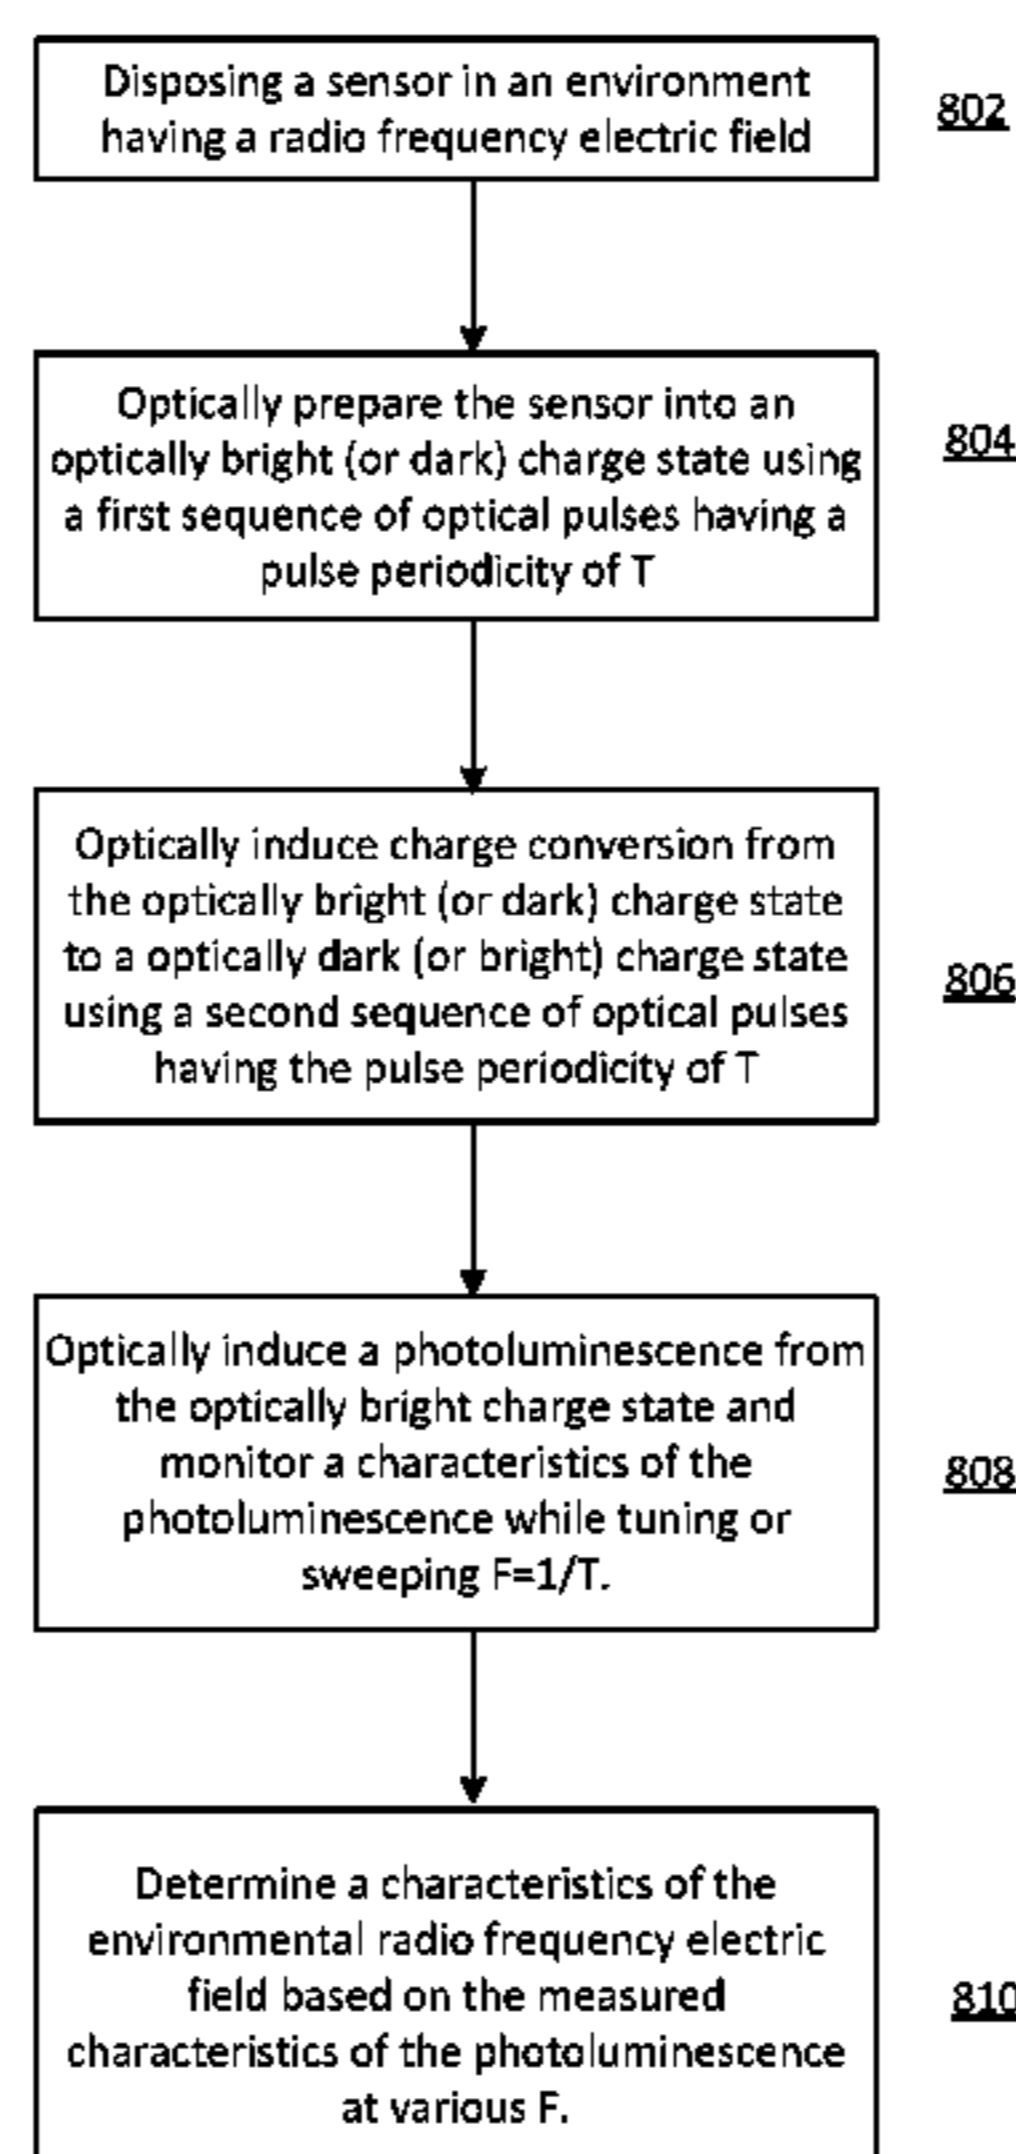 Disposing a sensor in an environment
having a radio frequency electric field
802
Optically prepare the sensor into an
optically bright (or dark) charge state using
a first sequence of optical pulses having a
pulse periodicity of T
804
Optically induce charge conversion from
the optically bright (or dark) charge state
to a optically dark (or bright) charge state
using a second sequence of optical pulses
having the pulse periodicity of T
806
Optically induce a photoluminescence from
the optically bright charge state and
monitor a characteristics of the
photoluminescence while tuning or
sweeping F=1/T.
808
Determine a characteristics of the
environmental radio frequency electric
field based on the measured
characteristics of the photoluminescence
at various F.
810